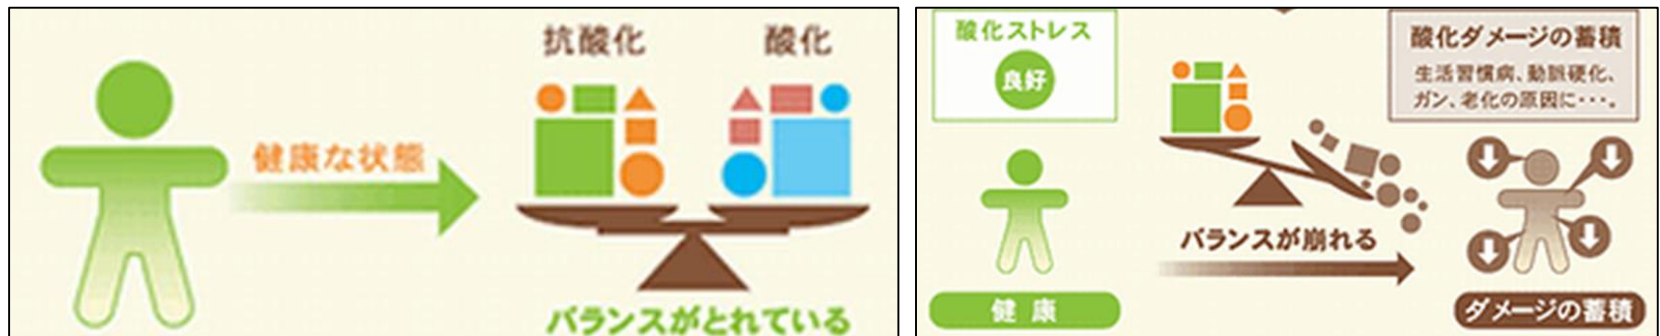 抗酸化
酸化
健康な状態
バランスがとれている
酸化ストレス
良好
酸化ダメージの蓄積
生活習慣病、動脈硬化、
ガン、老化の原因に・・・。
バランスが崩れる
健康
ダメージの蓄積